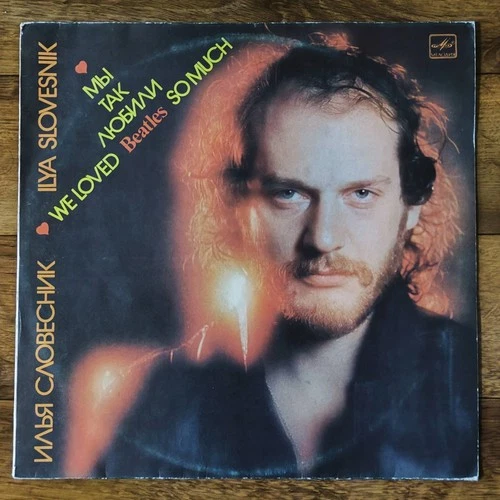 ИЛЬЯ СЛОВЕСНИК
ILYA SLOVESNIK
МЫ
ТАК
ЛЮБИЛИ
WE LOVED Beatles SO MUCH
МЕЛОДИЯ